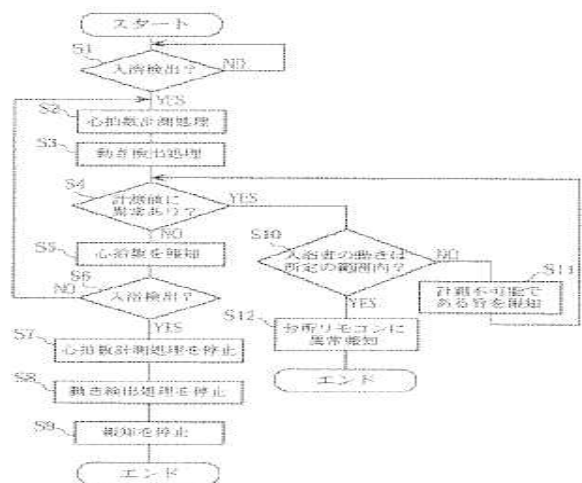 スタート
S1
入浴検出？
NO
YES
S2
心拍数計測処理
S3
動き検出処理
S4
計測値に
異常あり？
YES
NO
S5
心拍数を報知
S6
入浴検出？
NO
YES
S7
心拍数計測処理を停止
S8
動き検出処理を停止
S9
報知を停止
エンド
S10
入浴者の動きは
所定の範囲内？
NO
YES
S11
計測不可能で
ある旨を報知
S12
台所リモコンに
異常報知
エンド